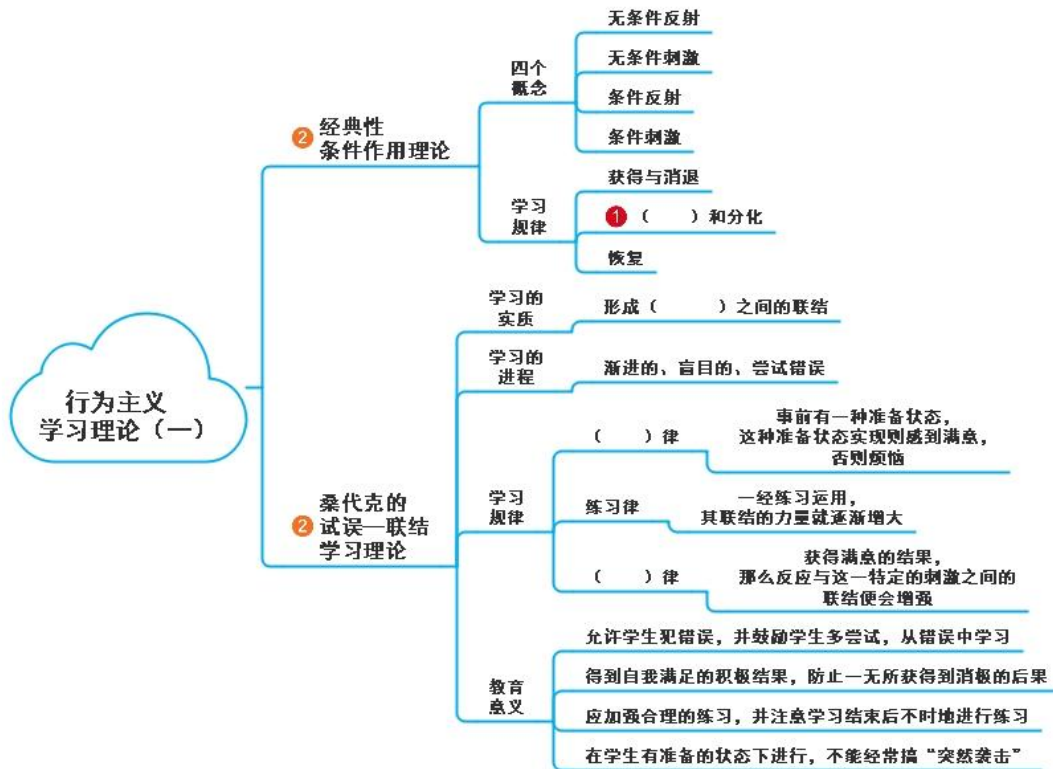 行为主义
学习理论（一）
2 经典性
条件作用理论
四个
概念
无条件反射
无条件刺激
条件反射
条件刺激
学习
规律
获得与消退
1 （　　）和分化
恢复
2 桑代克的
试误—联结
学习理论
学习的
实质
形成（　　　）之间的联结
学习的
进程
渐进的、盲目的、尝试错误
学习
规律
（　　）律
事前有一种准备状态，
这种准备状态实现则感到满意，
否则烦恼
练习律
一经练习运用，
其联结的力量就逐渐增大
（　　）律
获得满意的结果，
那么反应与这一特定的刺激之间的
联结便会增强
教育
意义
允许学生犯错误，并鼓励学生多尝试，从错误中学习
得到自我满足的积极结果，防止一无所获得到消极的后果
应加强合理的练习，并注意学习结束后不时地进行练习
在学生有准备的状态下进行，不能经常搞“突然袭击”